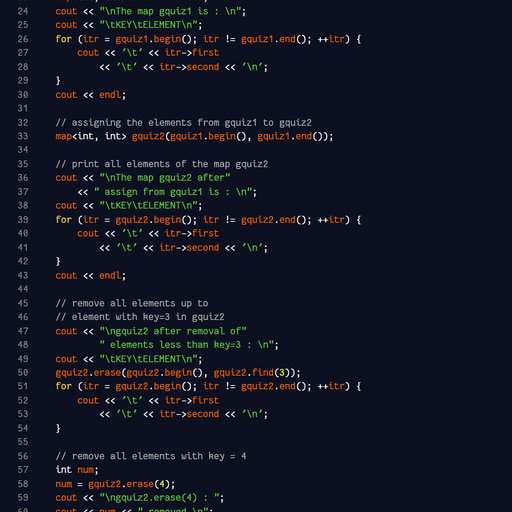 24 cout << "\nThe map gquiz1 is : \n";
25 cout << "\tKEY\tELEMENT\n";
26 for (itr = gquiz1.begin(); itr != gquiz1.end(); ++itr) {
27 cout << ‘\t’ << itr->first
28 << ‘\t’ << itr->second << ‘\n’;
29 }
30 cout << endl;
31
32 // assigning the elements from gquiz1 to gquiz2
33 map<int, int> gquiz2(gquiz1.begin(), gquiz1.end());
34
35 // print all elements of the map gquiz2
36 cout << "\nThe map gquiz2 after"
37 << " assign from gquiz1 is : \n";
38 cout << "\tKEY\tELEMENT\n";
39 for (itr = gquiz2.begin(); itr != gquiz2.end(); ++itr) {
40 cout << ‘\t’ << itr->first
41 << ‘\t’ << itr->second << ‘\n’;
42 }
43 cout << endl;
44
45 // remove all elements up to
46 // element with key=3 in gquiz2
47 cout << "\ngquiz2 after removal of"
48 " elements less than key=3 : \n";
49 cout << "\tKEY\tELEMENT\n";
50 gquiz2.erase(gquiz2.begin(), gquiz2.find(3));
51 for (itr = gquiz2.begin(); itr != gquiz2.end(); ++itr) {
52 cout << ‘\t’ << itr->first
53 << ‘\t’ << itr->second << ‘\n’;
54 }
55
56 // remove all elements with key = 4
57 int num;
58 num = gquiz2.erase(4);
59 cout << "\ngquiz2.erase(4) : ";
60 cout << num << " removed \n";